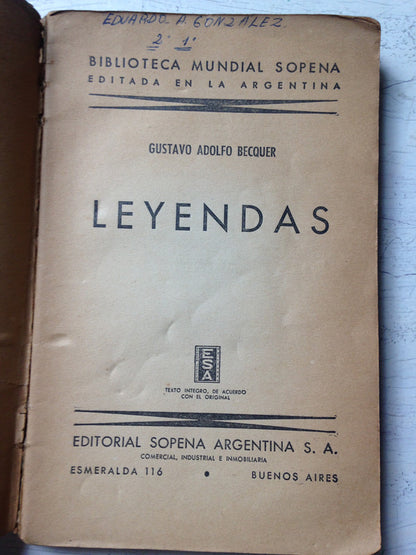 EDUARDO A. GONZALEZ
2° 1°
BIBLIOTECA MUNDIAL SOPENA
EDITADA EN LA ARGENTINA
GUSTAVO ADOLFO BECQUER
LEYENDAS
ESA
TEXTO INTEGRO, DE ACUERDO
CON EL ORIGINAL
EDITORIAL SOPENA ARGENTINA S. A.
COMERCIAL, INDUSTRIAL E INMOBILIARIA
ESMERALDA 116 • BUENOS AIRES